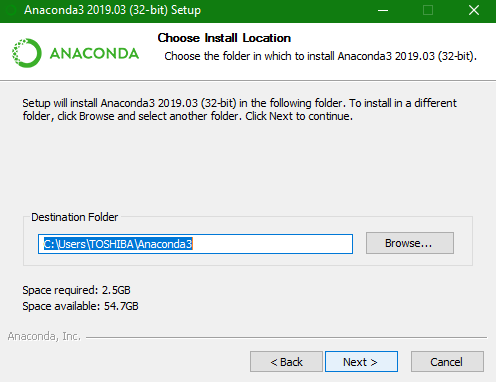 Anaconda3 2019.03 (32-bit) Setup
ANACONDA
Choose Install Location
Choose the folder in which to install Anaconda3 2019.03 (32-bit).
Setup will install Anaconda3 2019.03 (32-bit) in the following folder. To install in a different
folder, click Browse and select another folder. Click Next to continue.
Destination Folder
C:\Users\TOSHIBA\Anaconda3
Browse...
Space required: 2.5GB
Space available: 54.7GB
Anaconda, Inc.
< Back
Next >
Cancel